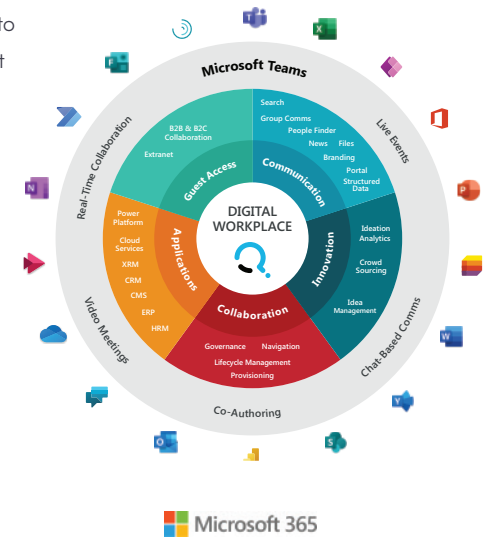 to
t
Microsoft Teams
Live Events
Chat-Based Comms
Co-Authoring
Video Meetings
Real-Time Collaboration
Search
Group Comms
People Finder
News Files
Branding
Portal
Structured
Data
Communication
Ideation
Analytics
Crowd
Sourcing
Idea
Management
Innovation
Collaboration
Governance Navigation
Lifecycle Management
Provisioning
Applications
Power
Platform
Cloud
Services
XRM
CRM
CMS
ERP
HRM
Guest Access
B2B & B2C
Collaboration
Extranet
DIGITAL
WORKPLACE
N
P
W
Y
S
O
Microsoft 365